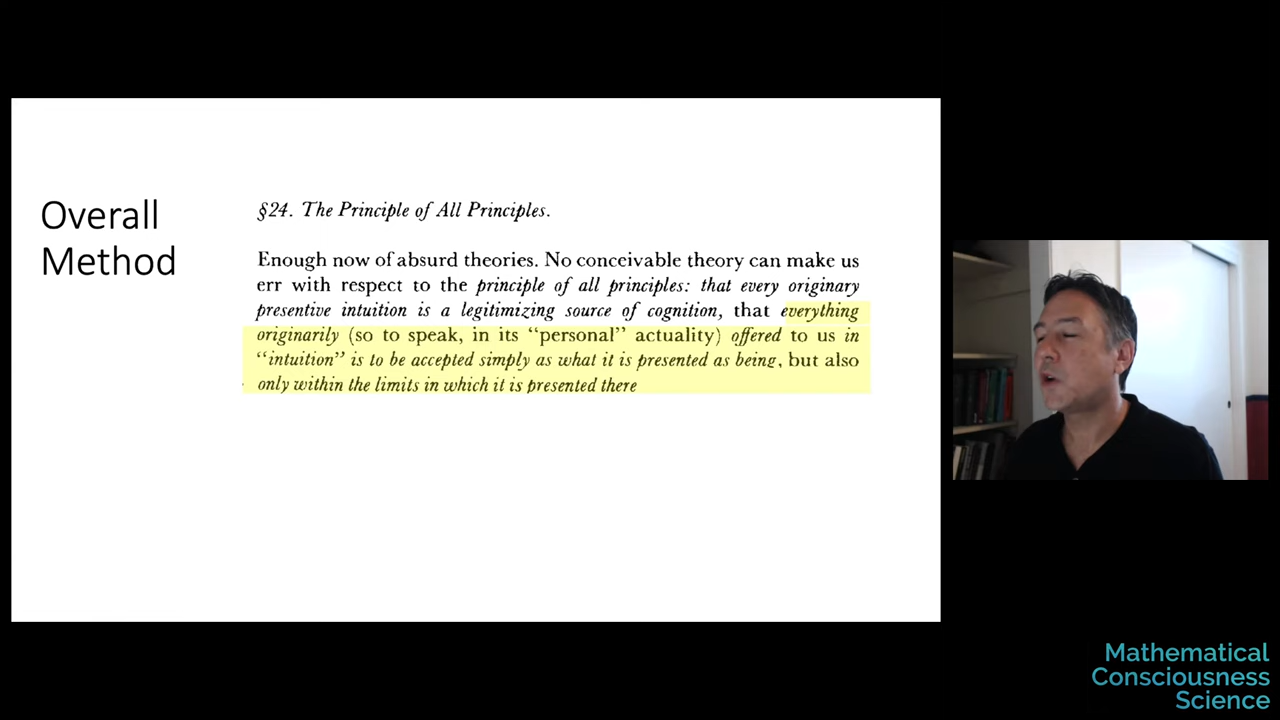 Overall
Method
§24. The Principle of All Principles.
Enough now of absurd theories. No conceivable theory can make us
err with respect to the principle of all principles: that every originary
presentive intuition is a legitimizing source of cognition, that everything
originarily (so to speak, in its “personal” actuality) offered to us in
“intuition” is to be accepted simply as what it is presented as being, but also
only within the limits in which it is presented there
Mathematical
Consciousness
Science